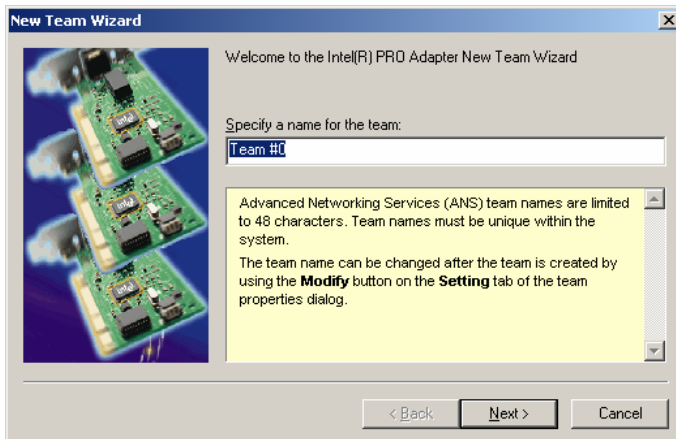 New Team Wizard
Welcome to the Intel(R) PRO Adapter New Team Wizard
Specify a name for the team:
Team #0
Advanced Networking Services (ANS) team names are limited
to 48 characters. Team names must be unique within the
system.
The team name can be changed after the team is created by
using the Modify button on the Setting tab of the team
properties dialog.
intel
intel
intel
< Back
Next >
Cancel